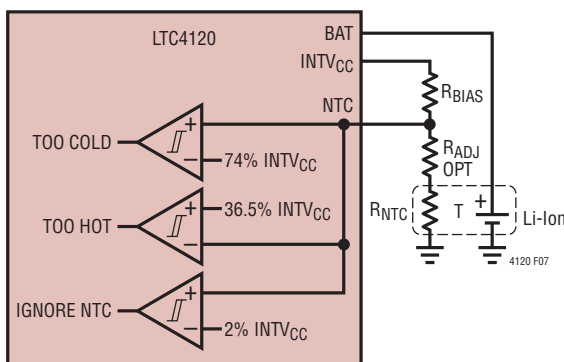 LTC4120
BAT
INTVCC
NTC
RBIAS
TOO COLD
+
−
74% INTVCC
RADJ
OPT
36.5% INTVCC
TOO HOT
+
−
RNTC
T
+
Li-Ion
4120 F07
IGNORE NTC
+
−
2% INTVCC